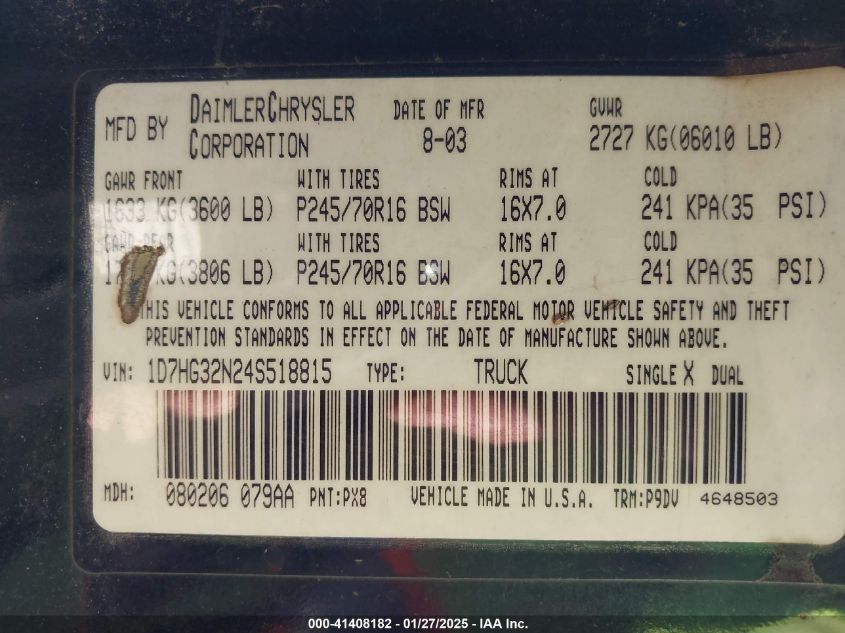 MFD BY DAIMLERCHRYSLER CORPORATION DATE OF MFR 8-03 GVWR 2727 KG(06010 LB)
GAWR FRONT WITH TIRES RIMS AT COLD
1633 KG(3600 LB) P245/70R16 BSW 16X7.0 241 KPA(35 PSI)
GAWR REAR WITH TIRES RIMS AT COLD
KG(3806 LB) P245/70R16 BSW 16X7.0 241 KPA(35 PSI)
THIS VEHICLE CONFORMS TO ALL APPLICABLE FEDERAL MOTOR VEHICLE SAFETY AND THEFT
PREVENTION STANDARDS IN EFFECT ON THE DATE OF MANUFACTURE SHOWN ABOVE.
VIN: 1D7HG32N24S518815 TYPE: TRUCK SINGLE X DUAL
MDH: 080206 079AA PNT:PX8 VEHICLE MADE IN U.S.A. TRM:P9DV 4648503
000-41408182 - 01/27/2025 - IAA Inc.